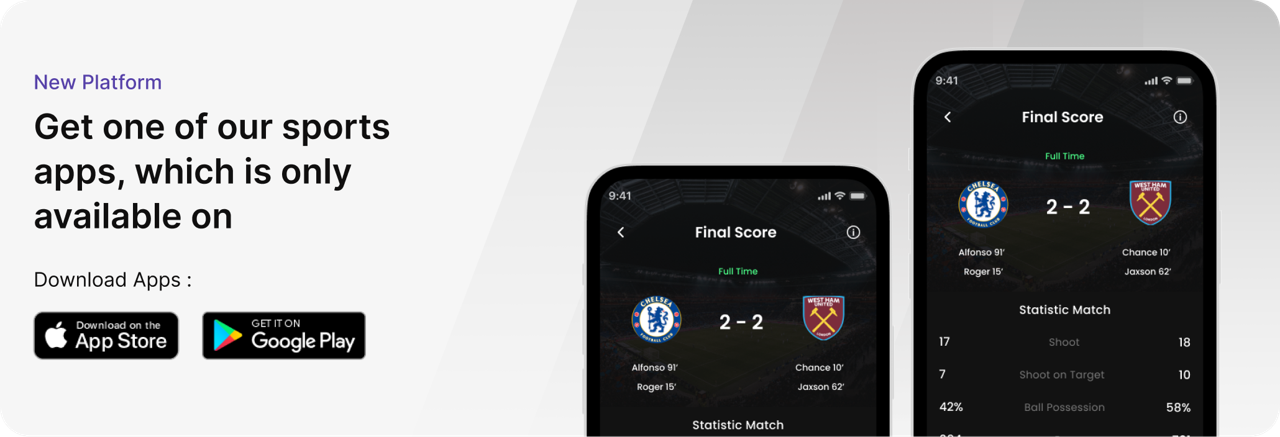 New Platform
Get one of our sports
apps, which is only
available on
Download Apps :
Download on the
App Store
GET IT ON
Google Play
9:41
Final Score
Full Time
CHELSEA
FOOTBALL CLUB
2 - 2
WEST HAM
UNITED
LONDON
Alfonso 91’
Chance 10’
Roger 15’
Jaxson 62’
Statistic Match
9:41
Final Score
Full Time
CHELSEA
FOOTBALL CLUB
2 - 2
WEST HAM
UNITED
LONDON
Alfonso 91’
Chance 10’
Roger 15’
Jaxson 62’
Statistic Match
17 Shoot 18
7 Shoot on Target 10
42% Ball Possession 58%